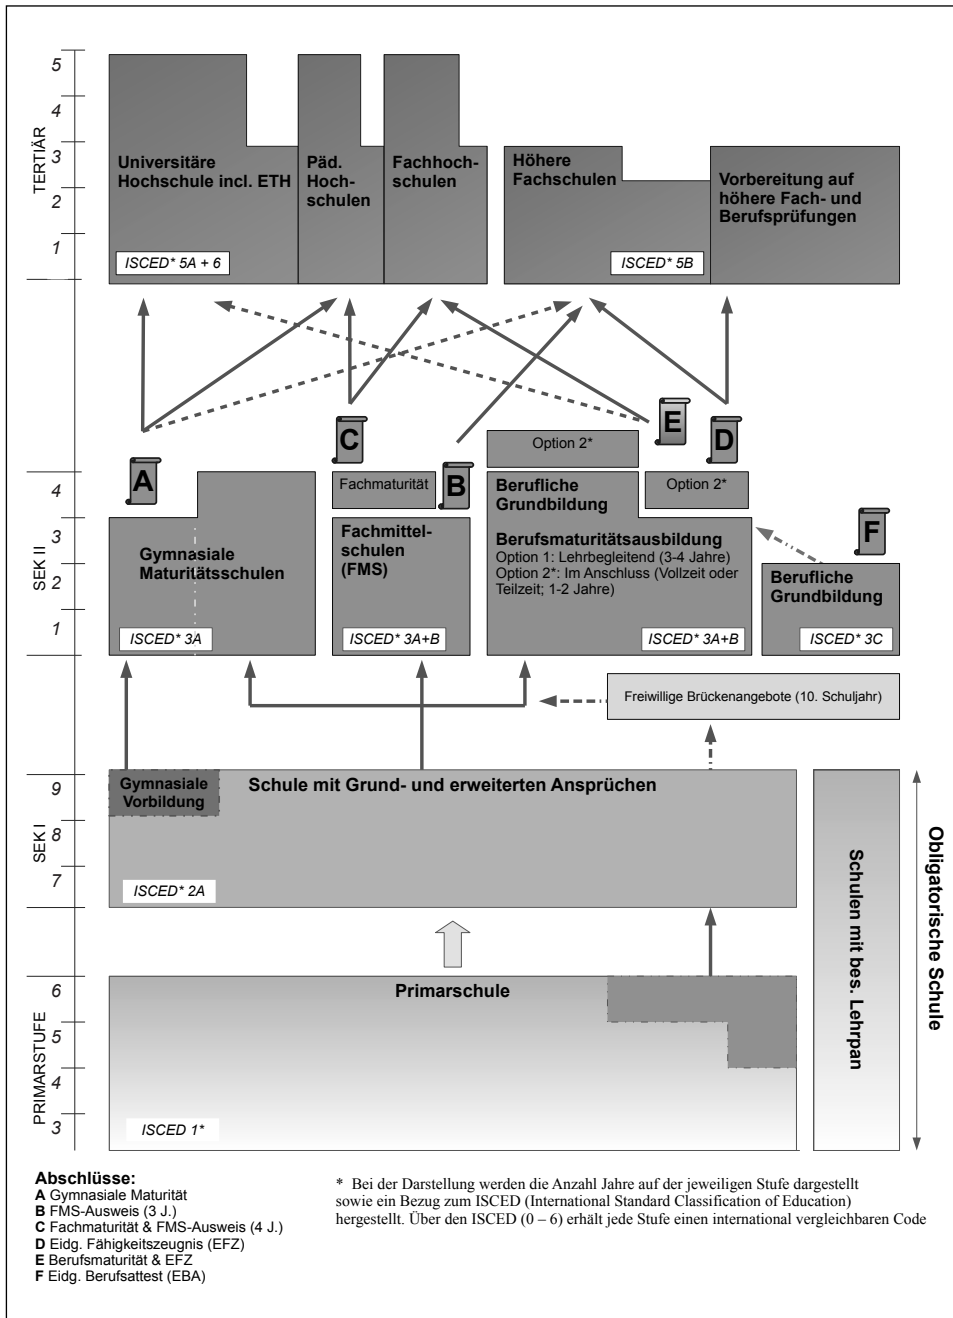 TERTIÄR
5
4
3
2
1
Universitäre
Hochschule incl. ETH
ISCED* 5A + 6
Päd.
Hoch-
schulen
Fachhoch-
schulen
Höhere
Fachschulen
ISCED* 5B
Vorbereitung auf
höhere Fach- und
Berufsprüfungen
A
C
B
E
D
F
SEK II
4
3
2
1
Gymnasiale
Maturitätsschulen
ISCED* 3A
Fachmaturität
Fachmittel-
schulen
(FMS)
ISCED* 3A+B
Option 2*
Berufliche
Grundbildung
Berufsmaturitätsausbildung
Option 1: Lehrbegleitend (3-4 Jahre)
Option 2*: Im Anschluss (Vollzeit oder
Teilzeit; 1-2 Jahre)
ISCED* 3A+B
Option 2*
Berufliche
Grundbildung
ISCED* 3C
Freiwillige Brückenangebote (10. Schuljahr)
SEK I
9
8
7
Gymnasiale
Vorbildung
Schule mit Grund- und erweiterten Ansprüchen
ISCED* 2A
PRIMARSTUFE
6
5
4
3
Primarschule
ISCED 1*
Schulen mit bes. Lehrpan
Obligatorische Schule
Abschlüsse:
A Gymnasiale Maturität
B FMS-Ausweis (3 J.)
C Fachmaturität & FMS-Ausweis (4 J.)
D Eidg. Fähigkeitszeugnis (EFZ)
E Berufsmaturität & EFZ
F Eidg. Berufsattest (EBA)
* Bei der Darstellung werden die Anzahl Jahre auf der jeweiligen Stufe dargestellt
sowie ein Bezug zum ISCED (International Standard Classification of Education)
hergestellt. Über den ISCED (0 – 6) erhält jede Stufe einen international vergleichbaren Code